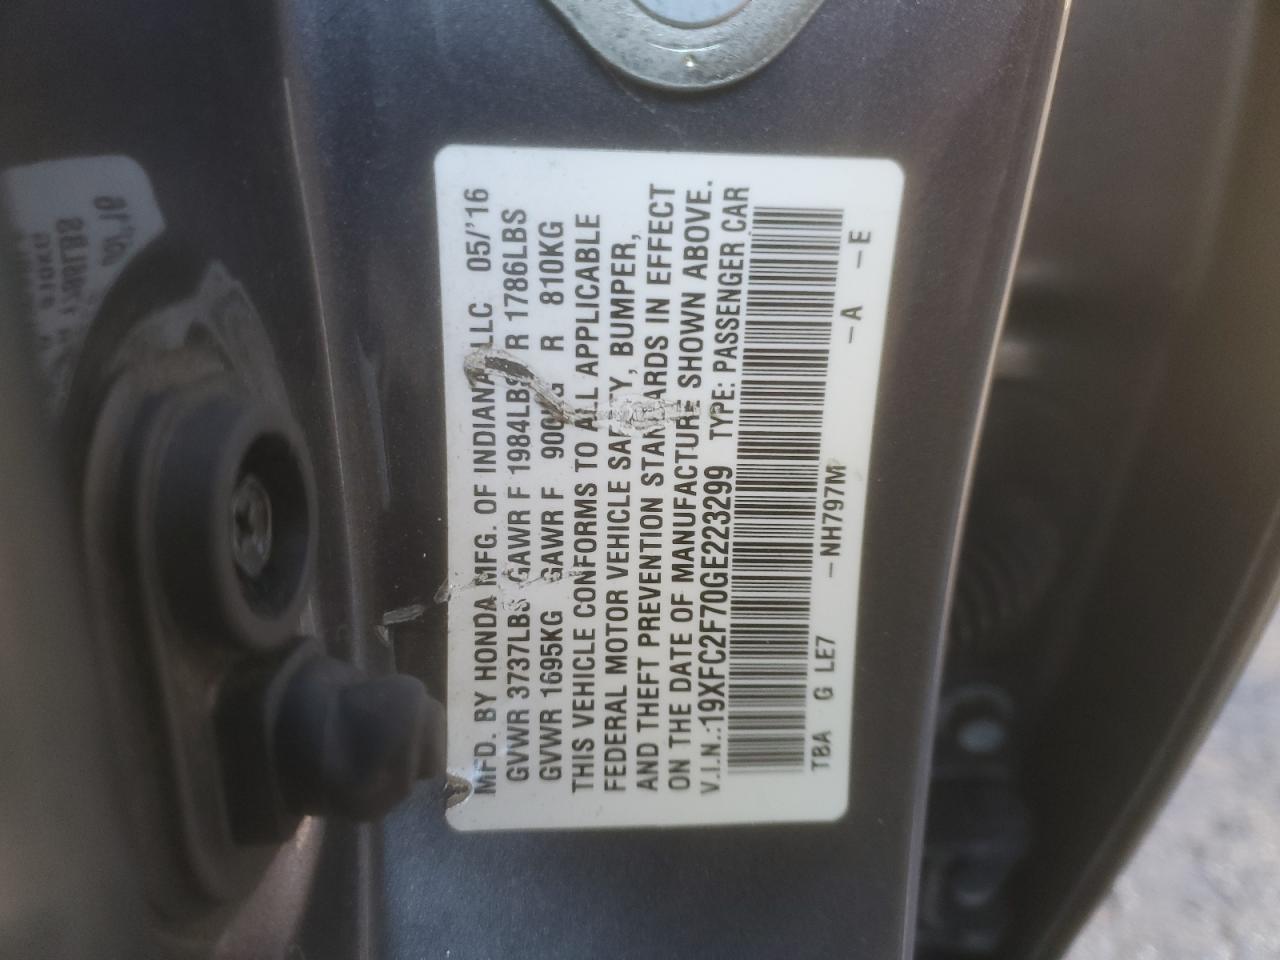 MFD. BY HONDA MFG. OF INDIANA LLC 05/'16
GVWR 3737LBS GAWR F 1984LBS R 1786LBS
GVWR 1695KG GAWR F 900KG R 810KG
THIS VEHICLE CONFORMS TO ALL APPLICABLE
FEDERAL MOTOR VEHICLE SAFETY, BUMPER,
AND THEFT PREVENTION STANDARDS IN EFFECT
ON THE DATE OF MANUFACTURE SHOWN ABOVE.
V.I.N.:19XFC2F70GE223299 TYPE: PASSENGER CAR
TBA G LE7 -NH797M -A -E